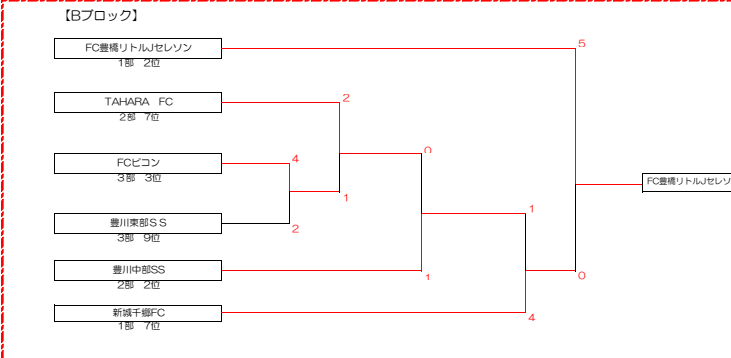 【Bブロック】
5
FC豊橋リトルJセレソン
1部 2位
2
TAHARA FC
2部 7位
0
4
FCビコン
3部 3位
FC豊橋リトルJセレソ
1
1
豊川東部SS
2
3部 9位
豊川中部SS
1
0
2部 2位
新城千郷FC
4
1部 7位